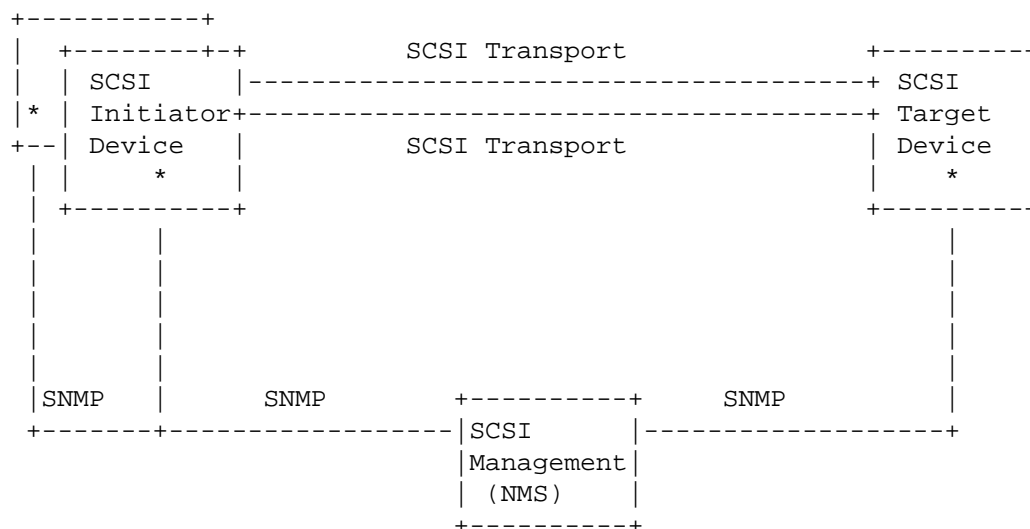 SCSI Transport
SCSI SCSI
* Initiator Target
Device SCSI Transport Device
* *
SNMP SNMP SNMP
SCSI
Management
(NMS)